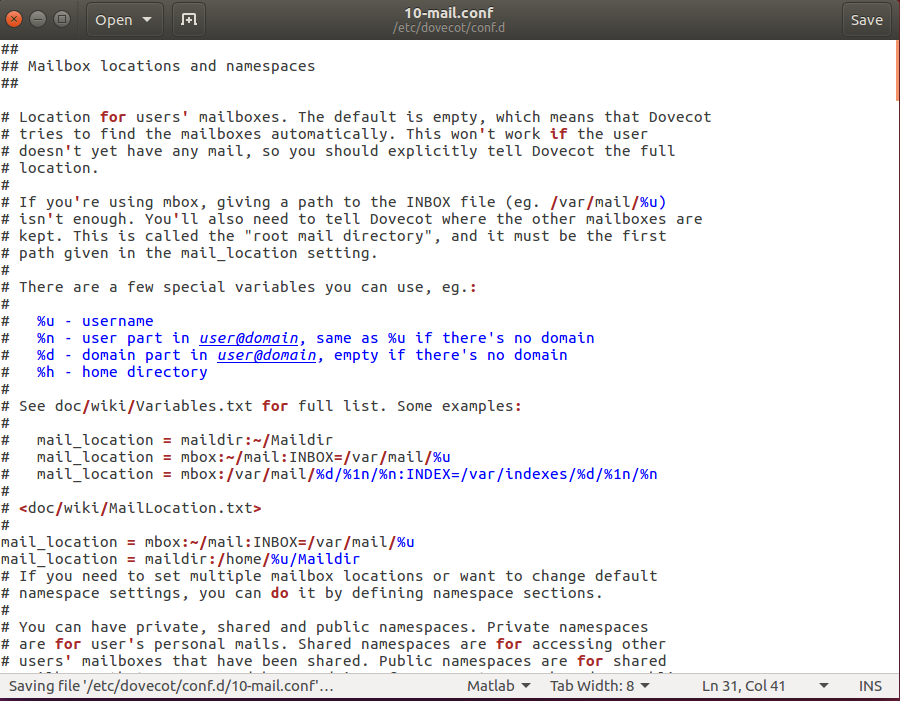 Open
10-mail.conf
/etc/dovecot/conf.d
Save
##
## Mailbox locations and namespaces
##
# Location for users' mailboxes. The default is empty, which means that Dovecot
# tries to find the mailboxes automatically. This won't work if the user
# doesn't yet have any mail, so you should explicitly tell Dovecot the full
# location.
#
# If you're using mbox, giving a path to the INBOX file (eg. /var/mail/%u)
# isn't enough. You'll also need to tell Dovecot where the other mailboxes are
# kept. This is called the "root mail directory", and it must be the first
# path given in the mail_location setting.
#
# There are a few special variables you can use, eg.:
#
#   %u - username
#   %n - user part in user@domain, same as %u if there's no domain
#   %d - domain part in user@domain, empty if there's no domain
#   %h - home directory
#
# See doc/wiki/Variables.txt for full list. Some examples:
#
#   mail_location = maildir:~/Maildir
#   mail_location = mbox:~/mail:INBOX=/var/mail/%u
#   mail_location = mbox:/var/mail/%d/%1n/%n:INDEX=/var/indexes/%d/%1n/%n
#
# <doc/wiki/MailLocation.txt>
#
mail_location = mbox:~/mail:INBOX=/var/mail/%u
mail_location = maildir:/home/%u/Maildir
# If you need to set multiple mailbox locations or want to change default
# namespace settings, you can do it by defining namespace sections.
#
# You can have private, shared and public namespaces. Private namespaces
# are for user's personal mails. Shared namespaces are for accessing other
# users' mailboxes that have been shared. Public namespaces are for shared
Saving file '/etc/dovecot/conf.d/10-mail.conf'…
Matlab
Tab Width: 8
Ln 31, Col 41
INS